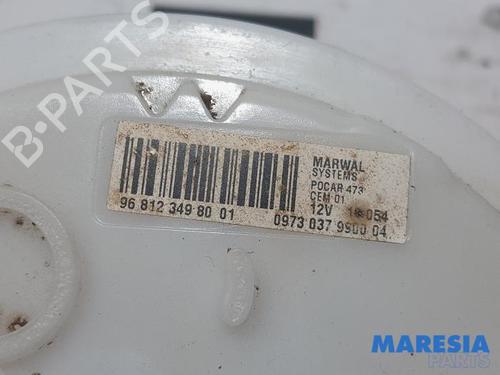 B-PARTS
MARWAL
SYSTEMS
POCAR 473
CEM 01
12V
96 812 349 80 01
0973 037 9900 04
MARESIA
PARTS